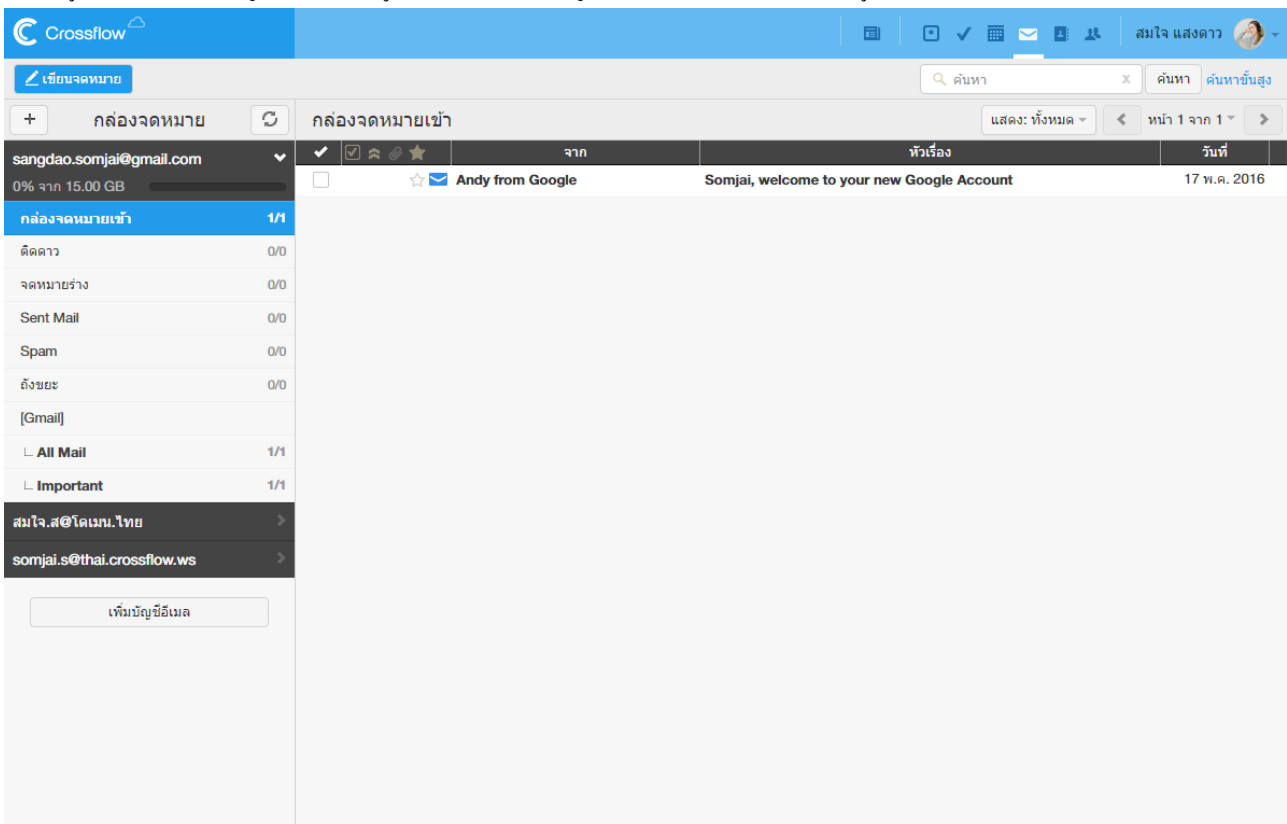 Crossflow
สมใจ แสงดาว
เขียนจดหมาย
ค้นหา x ค้นหา ค้นหาขั้นสูง
กล่องจดหมาย
กล่องจดหมายเข้า
แสดง: ทั้งหมด
หน้า 1 จาก 1
sangdao.somjai@gmail.com
0% จาก 15.00 GB
จาก หัวเรื่อง วันที่
Andy from Google Somjai, welcome to your new Google Account 17 พ.ค. 2016
กล่องจดหมายเข้า 1/1
ติดดาว 0/0
จดหมายร่าง 0/0
Sent Mail 0/0
Spam 0/0
ถังขยะ 0/0
[Gmail]
All Mail 1/1
Important 1/1
สมใจ.ส@โดเมน.ไทย
somjai.s@thai.crossflow.ws
เพิ่มบัญชีอีเมล